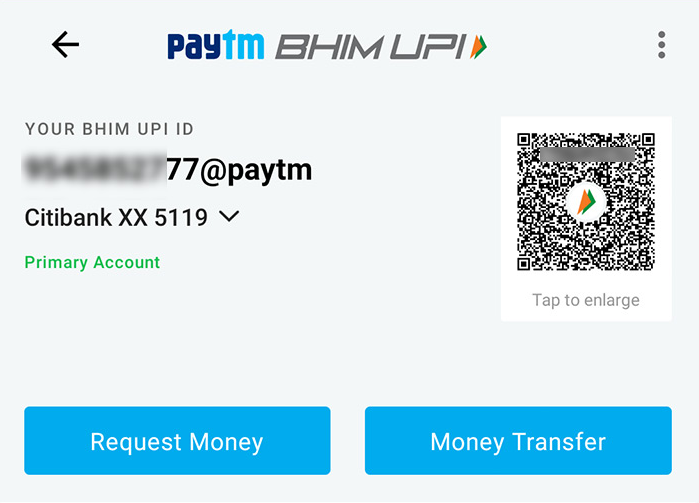 paytm BHIM UPI
YOUR BHIM UPI ID
77@paytm
Citibank XX 5119
Primary Account
Tap to enlarge
Request Money
Money Transfer